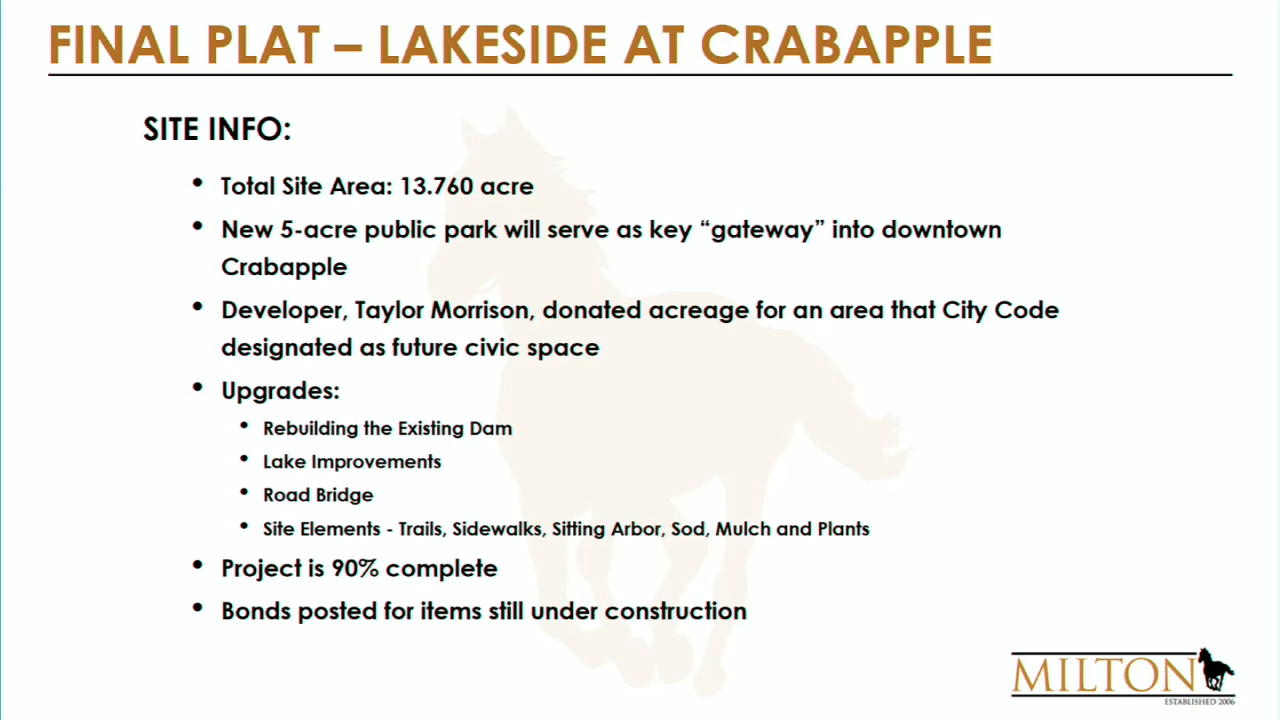 FINAL PLAT – LAKESIDE AT CRABAPPLE
SITE INFO:
• Total Site Area: 13.760 acre
• New 5-acre public park will serve as key “gateway” into downtown
Crabapple
• Developer, Taylor Morrison, donated acreage for an area that City Code
designated as future civic space
• Upgrades:
• Rebuilding the Existing Dam
• Lake Improvements
• Road Bridge
• Site Elements - Trails, Sidewalks, Sitting Arbor, Sod, Mulch and Plants
• Project is 90% complete
• Bonds posted for items still under construction
MILTON
ESTABLISHED 2006